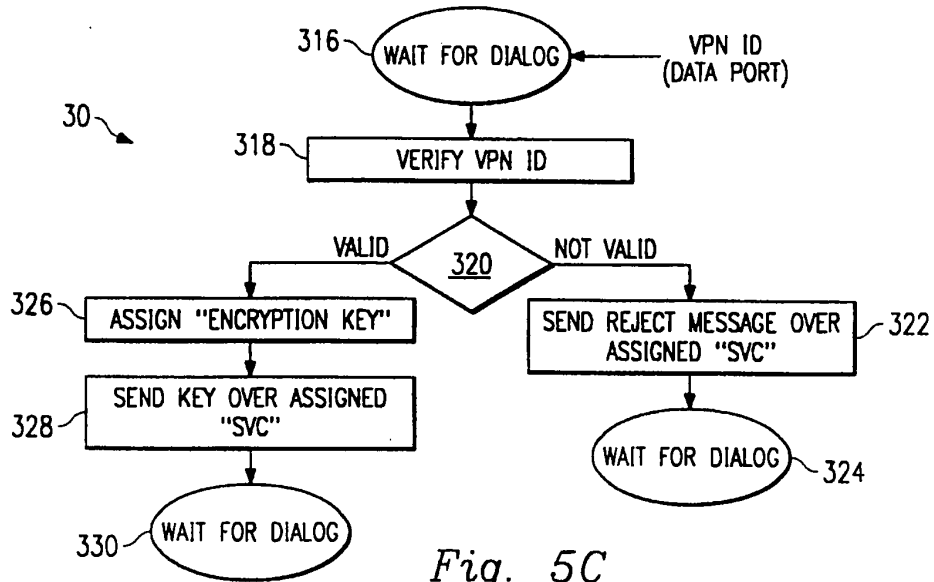 316
WAIT FOR DIALOG
VPN ID
(DATA PORT)
30
318
VERIFY VPN ID
VALID
320
NOT VALID
326
ASSIGN "ENCRYPTION KEY"
SEND REJECT MESSAGE OVER
ASSIGNED "SVC"
322
328
SEND KEY OVER ASSIGNED
"SVC"
WAIT FOR DIALOG
324
330
WAIT FOR DIALOG
Fig. 5C